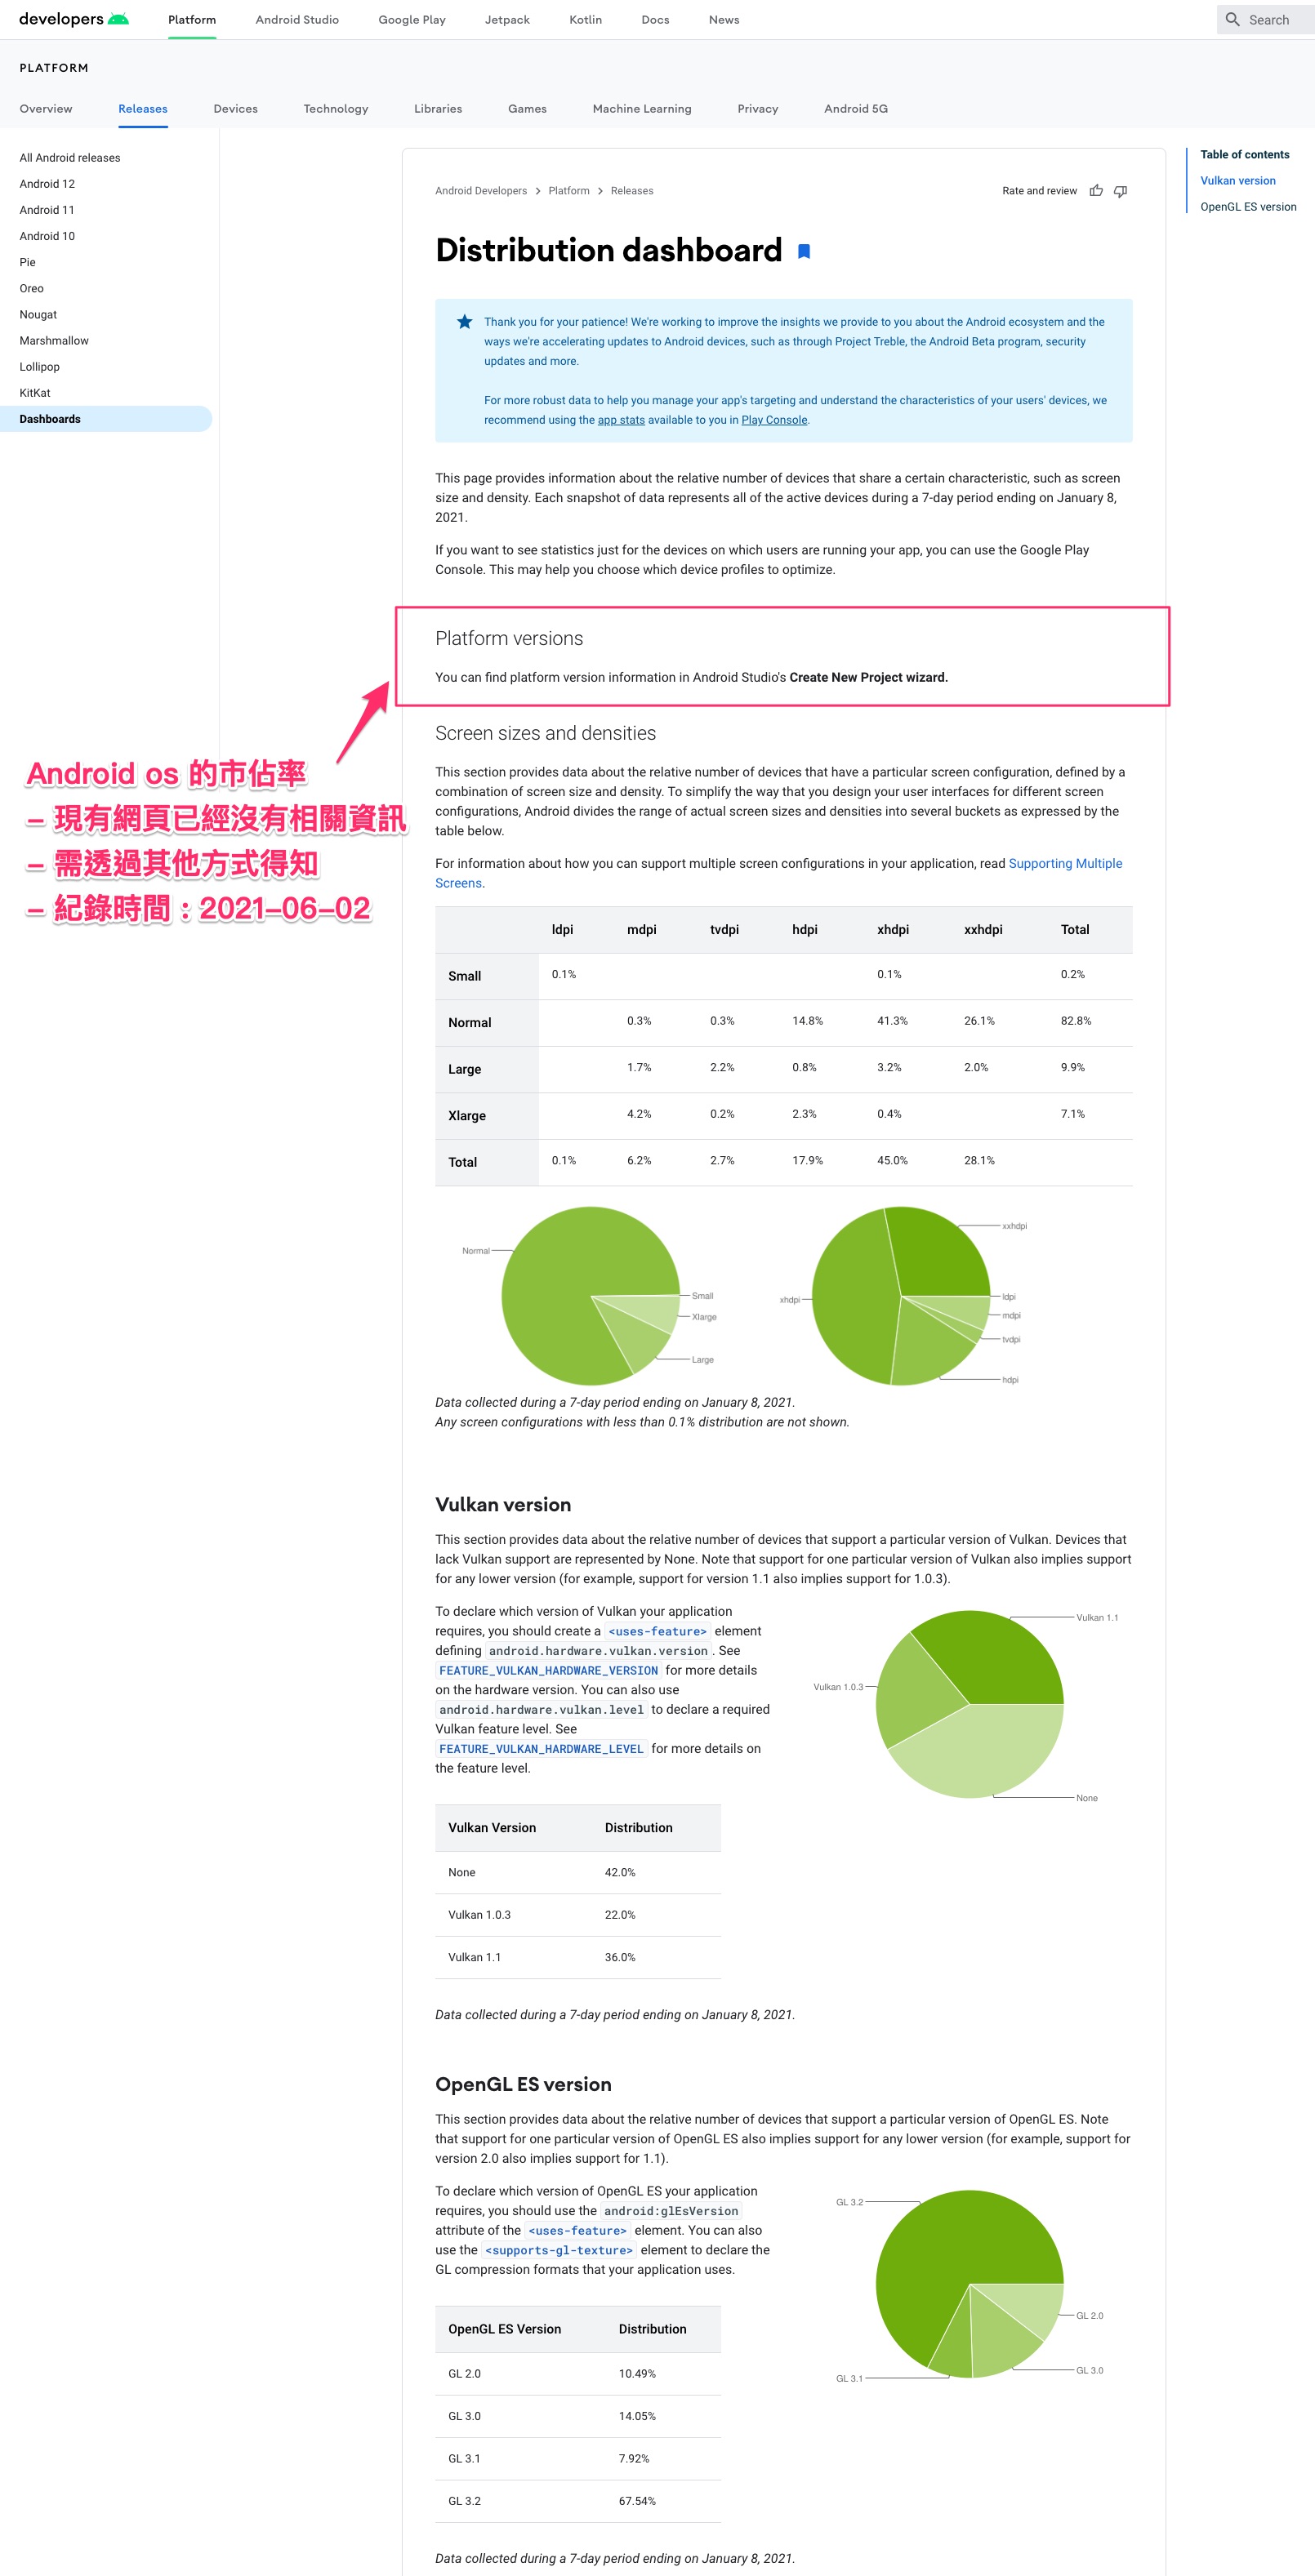 developers
Platform
Android Studio
Google Play
Jetpack
Kotlin
Docs
News
Search
PLATFORM
Overview
Releases
Devices
Technology
Libraries
Games
Machine Learning
Privacy
Android 5G
All Android releases
Android 12
Android 11
Android 10
Pie
Oreo
Nougat
Marshmallow
Lollipop
KitKat
Dashboards
Android Developers > Platform > Releases
Rate and review
Table of contents
Vulkan version
OpenGL ES version
Distribution dashboard
Thank you for your patience! We're working to improve the insights we provide to you about the Android ecosystem and the
ways we're accelerating updates to Android devices, such as through Project Treble, the Android Beta program, security
updates and more.
For more robust data to help you manage your app's targeting and understand the characteristics of your users' devices, we
recommend using the app stats available to you in Play Console.
This page provides information about the relative number of devices that share a certain characteristic, such as screen
size and density. Each snapshot of data represents all of the active devices during a 7-day period ending on January 8,
2021.
If you want to see statistics just for the devices on which users are running your app, you can use the Google Play
Console. This may help you choose which device profiles to optimize.
Platform versions
You can find platform version information in Android Studio's Create New Project wizard.
Android os 的市佔率
- 現有網頁已經沒有相關資訊
- 需透過其他方式得知
- 紀錄時間：2021-06-02
Screen sizes and densities
This section provides data about the relative number of devices that have a particular screen configuration, defined by a
combination of screen size and density. To simplify the way that you design your user interfaces for different screen
configurations, Android divides the range of actual screen sizes and densities into several buckets as expressed by the
table below.
For information about how you can support multiple screen configurations in your application, read Supporting Multiple
Screens.
ldpi mdpi tvdpi hdpi xhdpi xxhdpi Total
Small 0.1% 0.1% 0.2%
Normal 0.3% 0.3% 14.8% 41.3% 26.1% 82.8%
Large 1.7% 2.2% 0.8% 3.2% 2.0% 9.9%
Xlarge 4.2% 0.2% 2.3% 0.4% 7.1%
Total 0.1% 6.2% 2.7% 17.9% 45.0% 28.1%
Normal
Small
Xlarge
Large
xxhdpi
xhdpi
ldpi
mdpi
tvdpi
hdpi
Data collected during a 7-day period ending on January 8, 2021.
Any screen configurations with less than 0.1% distribution are not shown.
Vulkan version
This section provides data about the relative number of devices that support a particular version of Vulkan. Devices that
lack Vulkan support are represented by None. Note that support for one particular version of Vulkan also implies support
for any lower version (for example, support for version 1.1 also implies support for 1.0.3).
To declare which version of Vulkan your application
requires, you should create a <uses-feature> element
defining android.hardware.vulkan.version. See
FEATURE_VULKAN_HARDWARE_VERSION for more details
on the hardware version. You can also use
android.hardware.vulkan.level to declare a required
Vulkan feature level. See
FEATURE_VULKAN_HARDWARE_LEVEL for more details on
the feature level.
Vulkan 1.1
Vulkan 1.0.3
None
Vulkan Version Distribution
None 42.0%
Vulkan 1.0.3 22.0%
Vulkan 1.1 36.0%
Data collected during a 7-day period ending on January 8, 2021.
OpenGL ES version
This section provides data about the relative number of devices that support a particular version of OpenGL ES. Note
that support for one particular version of OpenGL ES also implies support for any lower version (for example, support for
version 2.0 also implies support for 1.1).
To declare which version of OpenGL ES your application
requires, you should use the android:glEsVersion
attribute of the <uses-feature> element. You can also
use the <supports-gl-texture> element to declare the
GL compression formats that your application uses.
GL 3.2
GL 2.0
GL 3.0
GL 3.1
OpenGL ES Version Distribution
GL 2.0 10.49%
GL 3.0 14.05%
GL 3.1 7.92%
GL 3.2 67.54%
Data collected during a 7-day period ending on January 8, 2021.